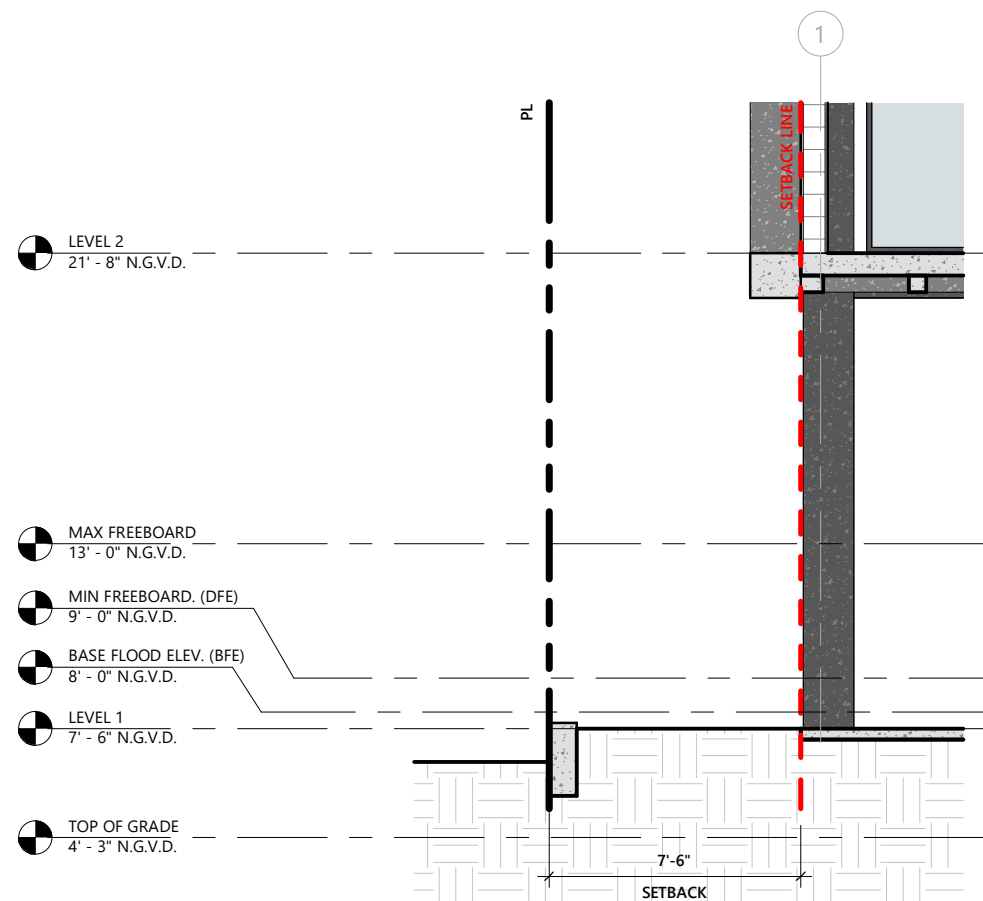 1
PL
SETBACK LINE
LEVEL 2
21' - 8" N.G.V.D.
MAX FREEBOARD
13' - 0" N.G.V.D.
MIN FREEBOARD. (DFE)
9' - 0" N.G.V.D.
BASE FLOOD ELEV. (BFE)
8' - 0" N.G.V.D.
LEVEL 1
7' - 6" N.G.V.D.
TOP OF GRADE
4' - 3" N.G.V.D.
7'-6"
SETBACK